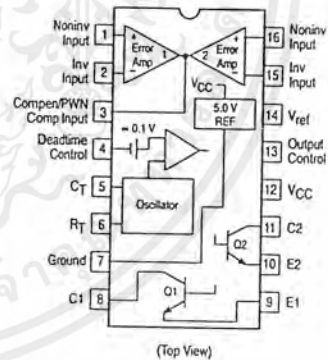 Noninv
Input
1
Inv
Input
2
Compen/PWN
Comp Input
3
Deadtime
Control
4
CT
5
RT
6
Ground
7
C1
8
+
Error
Amp
1
−
≈ 0.1 V
Oscillator
Q1
+
2
Error
Amp
−
VCC
5.0 V
REF
Q2
16
Noninv
Input
15
Inv
Input
14
Vref
13
Output
Control
12
VCC
11
C2
10
E2
9
E1
(Top View)